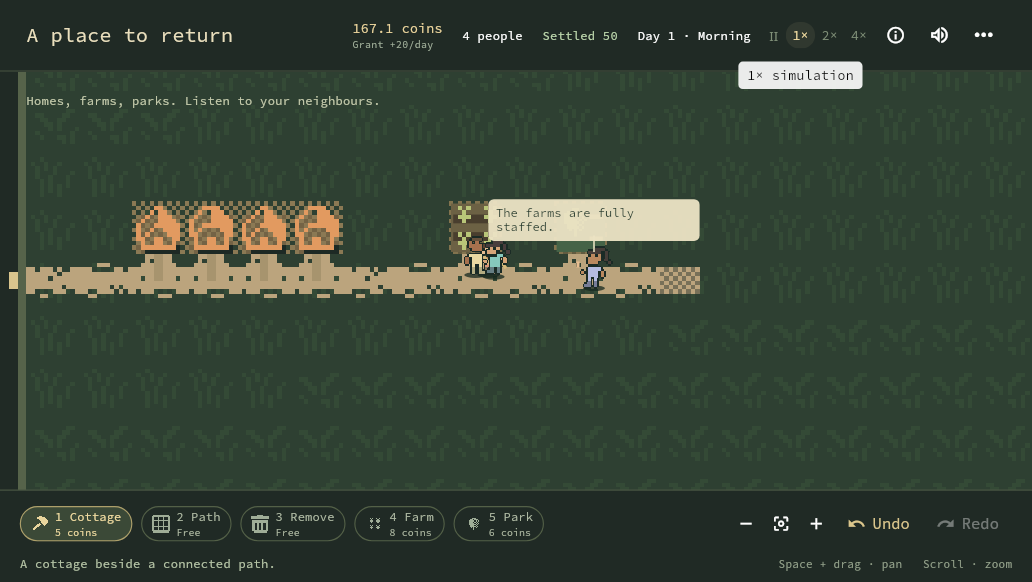 A place to return
167.1 coins
Grant +20/day
4 people
Settled 50
Day 1 · Morning
1×
2×
4×
1× simulation
Homes, farms, parks. Listen to your neighbours.
The farms are fully
staffed.
1 Cottage
5 coins
2 Path
Free
3 Remove
Free
4 Farm
8 coins
5 Park
6 coins
Undo
Redo
A cottage beside a connected path.
Space + drag · pan
Scroll · zoom